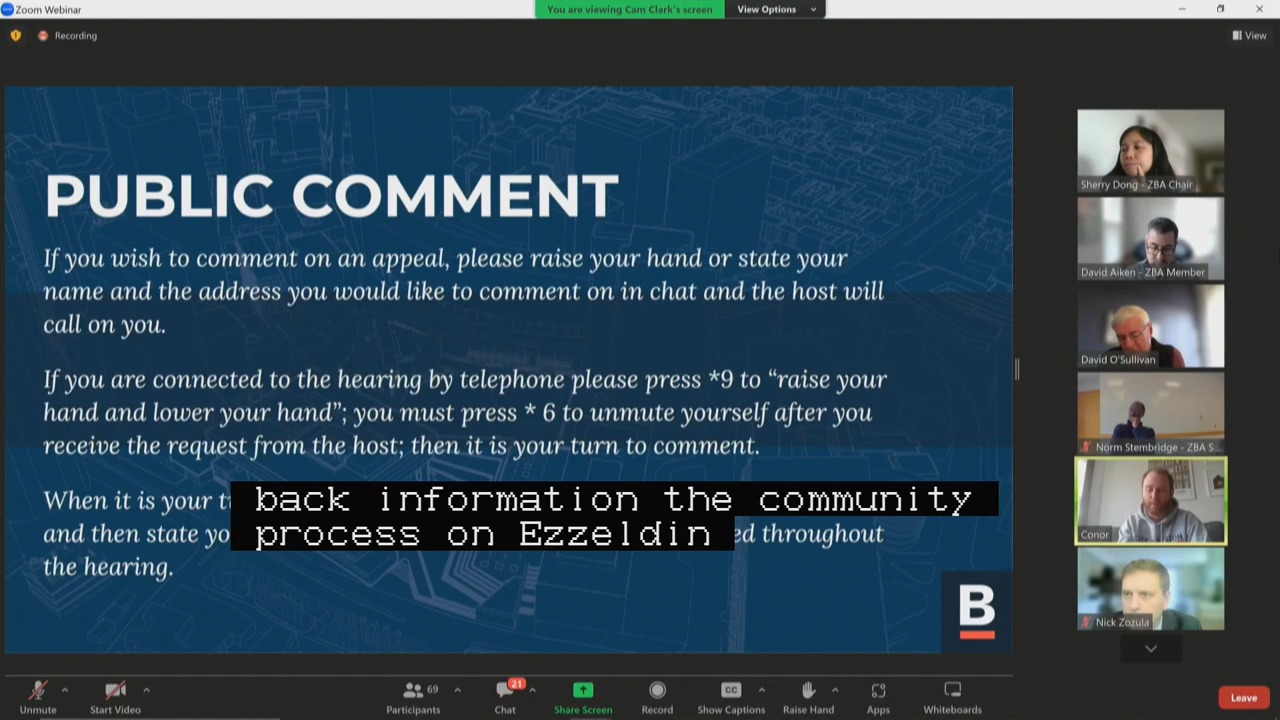 Zoom Webinar
You are viewing Cam Clark's screen
View Options
Recording
View
PUBLIC COMMENT
If you wish to comment on an appeal, please raise your hand or state your
name and the address you would like to comment on in chat and the host will
call on you.
If you are connected to the hearing by telephone please press *9 to “raise your
hand and lower your hand”; you must press * 6 to unmute yourself after you
receive the request from the host; then it is your turn to comment.
When it is your
and then state ed throughout
the hearing.
back information the community
process on Ezzeldin
B
Sherry Dong - ZBA Chair
David Aiken - ZBA Member
David O'Sullivan
Norm Stembridge - ZBA S...
Conor
Nick Zozula
Unmute
Start Video
69
Participants
21
Chat
Share Screen
Record
CC
Show Captions
Raise Hand
Apps
Whiteboards
Leave